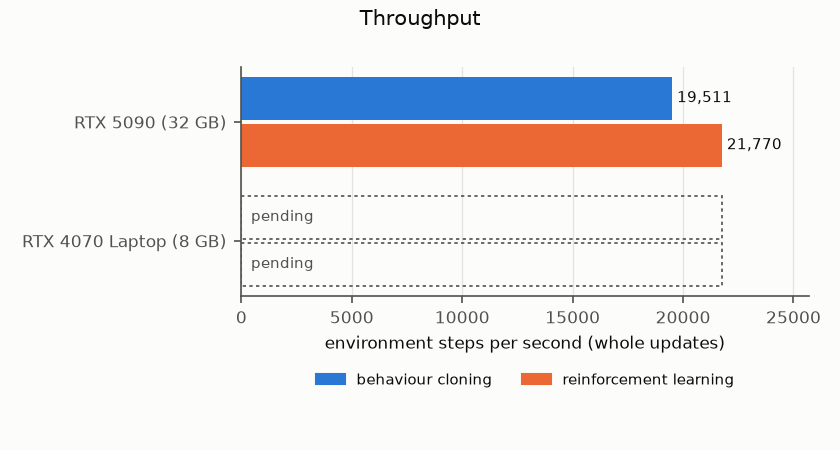 Throughput
RTX 5090 (32 GB)
19,511
21,770
RTX 4070 Laptop (8 GB)
pending
pending
0 5000 10000 15000 20000 25000
environment steps per second (whole updates)
behaviour cloning reinforcement learning